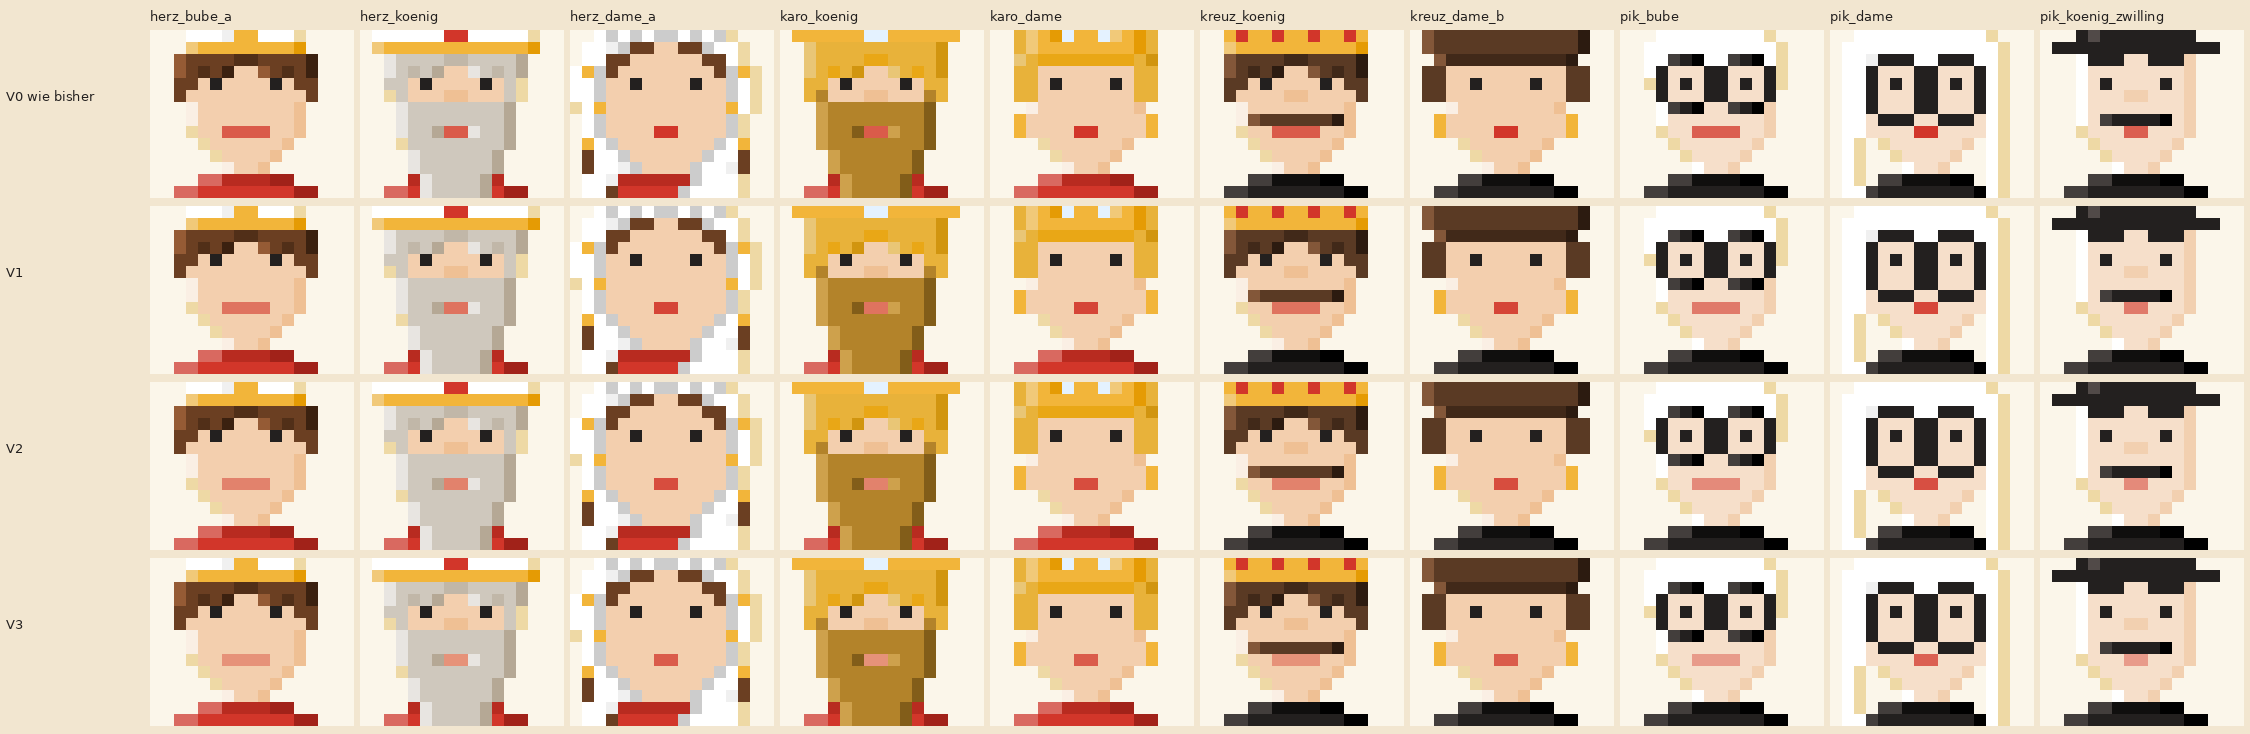 herz_bube_a herz_koenig herz_dame_a karo_koenig karo_dame kreuz_koenig kreuz_dame_b pik_bube pik_dame pik_koenig_zwilling
V0 wie bisher
V1
V2
V3